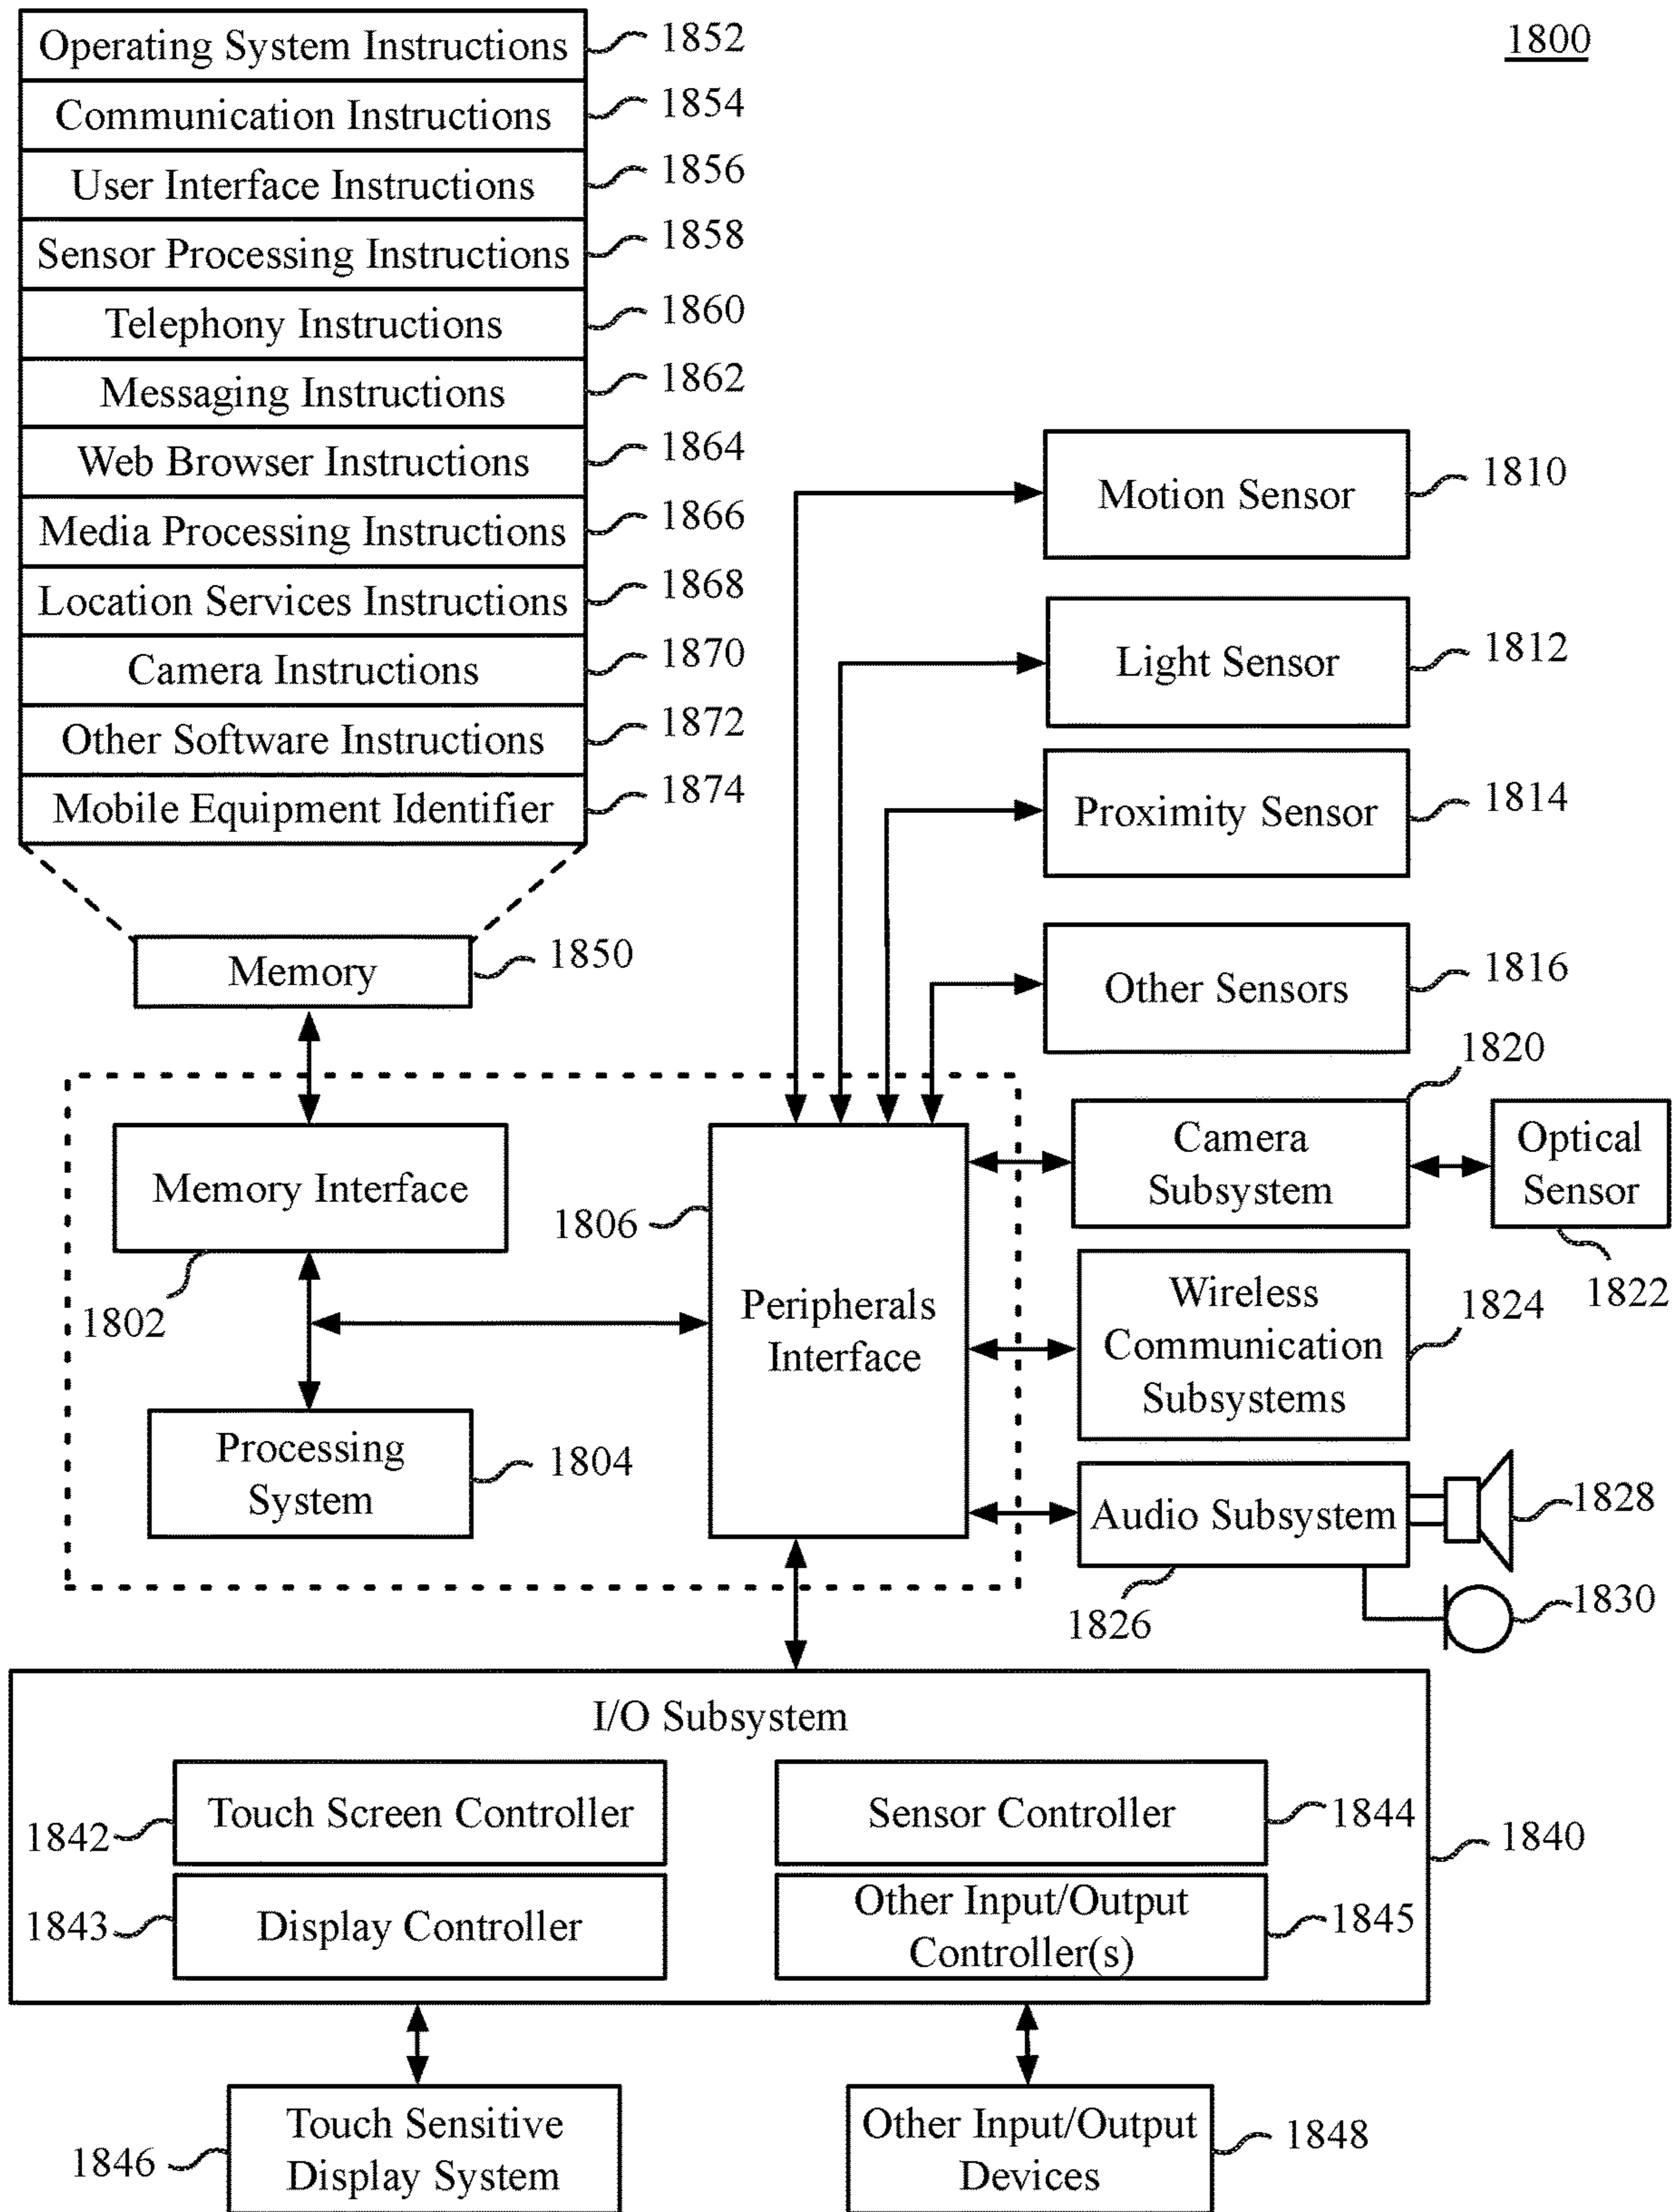 1800
Operating System Instructions
1852
Communication Instructions
1854
User Interface Instructions
1856
Sensor Processing Instructions
1858
Telephony Instructions
1860
Messaging Instructions
1862
Web Browser Instructions
1864
Media Processing Instructions
1866
Location Services Instructions
1868
Camera Instructions
1870
Other Software Instructions
1872
Mobile Equipment Identifier
1874
Memory
1850
Motion Sensor
1810
Light Sensor
1812
Proximity Sensor
1814
Other Sensors
1816
Memory Interface
1802
Processing
System
1804
1806
Peripherals
Interface
1820
Camera
Subsystem
Optical
Sensor
1822
Wireless
Communication
Subsystems
1824
Audio Subsystem
1826
1828
1830
I/O Subsystem
1840
Touch Screen Controller
1842
Sensor Controller
1844
Display Controller
1843
Other Input/Output
Controller(s)
1845
Touch Sensitive
Display System
1846
Other Input/Output
Devices
1848